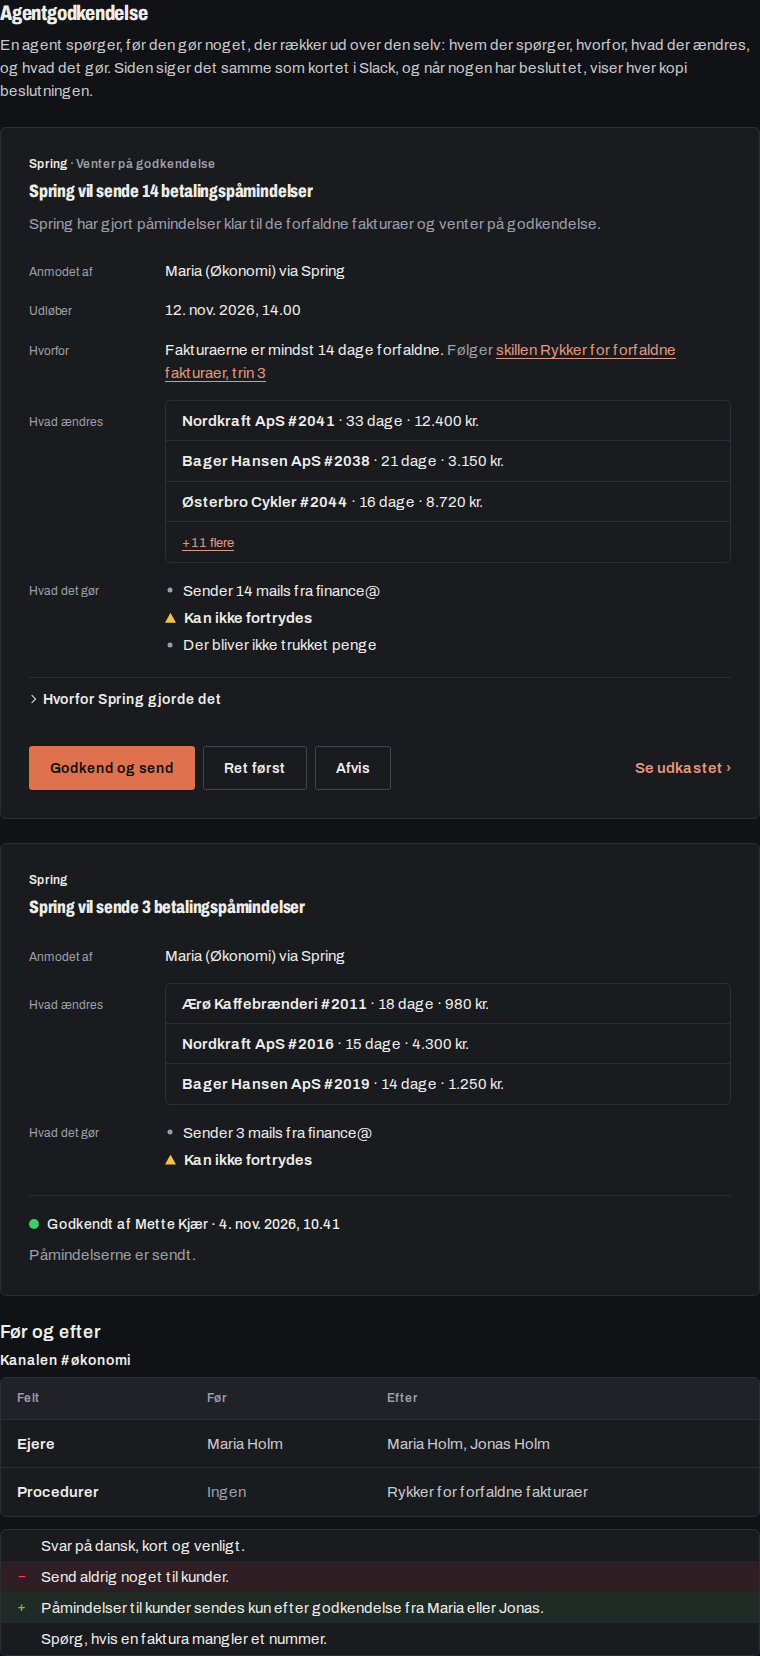 Agentgodkendelse
En agent spørger, før den gør noget, der rækker ud over den selv: hvem der spørger, hvorfor, hvad der ændres,
og hvad det gør. Siden siger det samme som kortet i Slack, og når nogen har besluttet, viser hver kopi
beslutningen.
Spring · Venter på godkendelse
Spring vil sende 14 betalingspåmindelser
Spring har gjort påmindelser klar til de forfaldne fakturaer og venter på godkendelse.
Anmodet af Maria (Økonomi) via Spring
Udløber 12. nov. 2026, 14.00
Hvorfor Fakturaerne er mindst 14 dage forfaldne. Følger skillen Rykker for forfaldne
fakturaer, trin 3
Hvad ændres Nordkraft ApS #2041 · 33 dage · 12.400 kr.
Bager Hansen ApS #2038 · 21 dage · 3.150 kr.
Østerbro Cykler #2044 · 16 dage · 8.720 kr.
+11 flere
Hvad det gør • Sender 14 mails fra finance@
Kan ikke fortrydes
• Der bliver ikke trukket penge
› Hvorfor Spring gjorde det
Godkend og send Ret først Afvis Se udkastet ›
Spring
Spring vil sende 3 betalingspåmindelser
Anmodet af Maria (Økonomi) via Spring
Hvad ændres Ærø Kaffebrænderi #2011 · 18 dage · 980 kr.
Nordkraft ApS #2016 · 15 dage · 4.300 kr.
Bager Hansen ApS #2019 · 14 dage · 1.250 kr.
Hvad det gør • Sender 3 mails fra finance@
Kan ikke fortrydes
Godkendt af Mette Kjær · 4. nov. 2026, 10.41
Påmindelserne er sendt.
Før og efter
Kanalen #økonomi
Felt Før Efter
Ejere Maria Holm Maria Holm, Jonas Holm
Procedurer Ingen Rykker for forfaldne fakturaer
Svar på dansk, kort og venligt.
− Send aldrig noget til kunder.
+ Påmindelser til kunder sendes kun efter godkendelse fra Maria eller Jonas.
Spørg, hvis en faktura mangler et nummer.